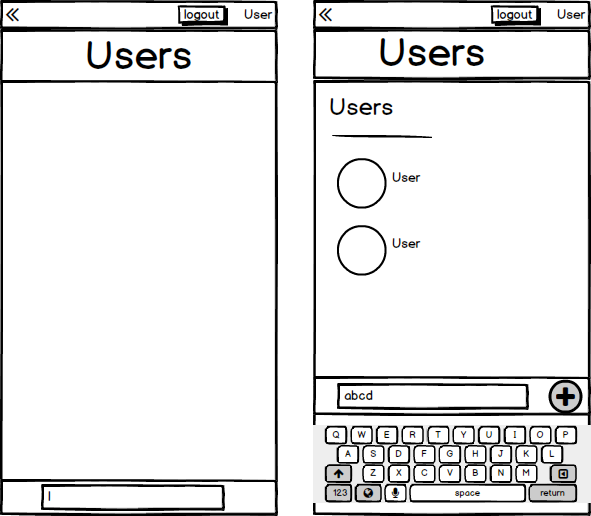 logout User
Users
l
logout User
Users
Users
User
User
abcd
Q W E R T Y U I O P
A S D F G H J K L
Z X C V B N M
123 space return